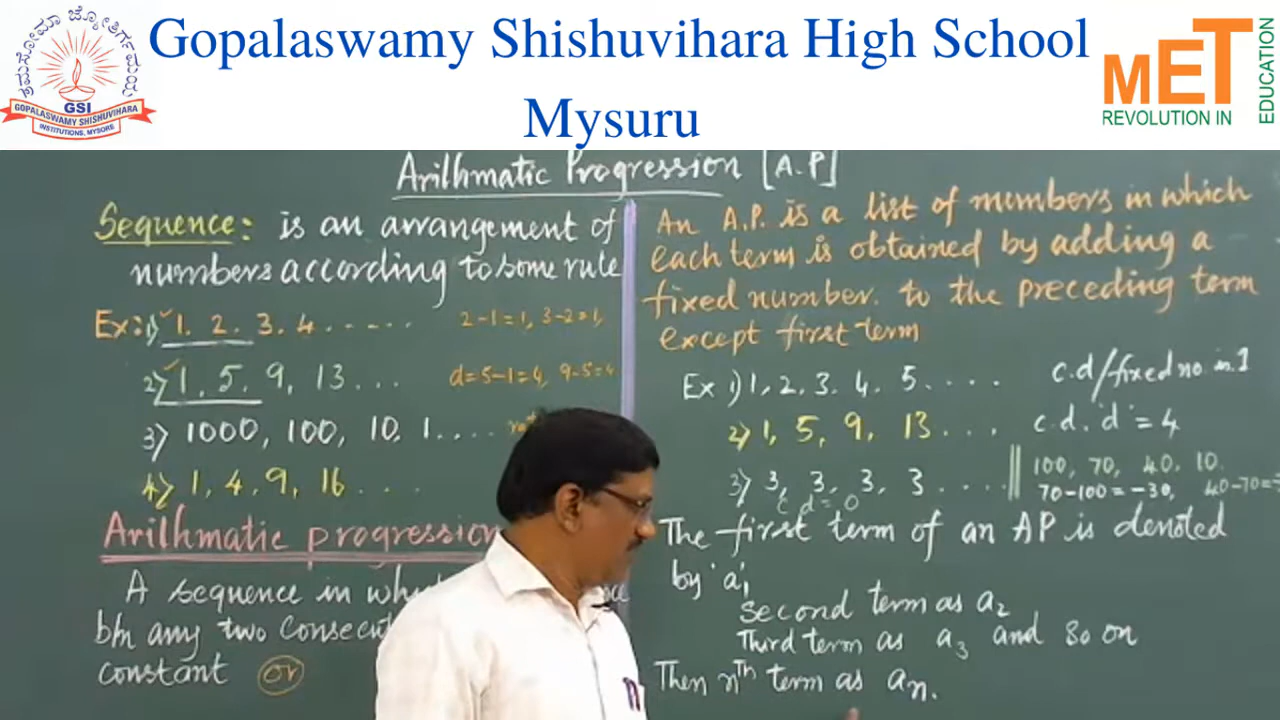 Gopalaswamy Shishuvihara High School
Mysuru
GSI
GOPALASWAMY SHISHUVIHARA
INSTITUTIONS, MYSORE
MET
REVOLUTION IN
EDUCATION
Arithmatic Progression [A.P]
Sequence: is an arrangement of
numbers according to some rule
Ex: 1) 1. 2. 3. 4. ..... 2-1=1, 3-2=1,
2) 1, 5, 9, 13 ... d=5-1=4, 9-5=4
3) 1000, 100, 10, 1....
4) 1, 4, 9, 16 ....
Arithmatic progression
A sequence in
b/n any two
constant or
An A.P. is a list of numbers in which
each term is obtained by adding a
fixed number. to the preceding term
except first term
Ex 1) 1, 2, 3, 4, 5.... c.d/fixed no. is 1
2) 1, 5, 9, 13 ... c.d. 'd' = 4
3) 3, 3, 3, 3 ....
c d = 0
100, 70, 40, 10.
70-100=-30, 40-70=
The first term of an AP is denoted
by 'a1'
Second term as a2
Third term as a3 and so on
Then nth term as an.